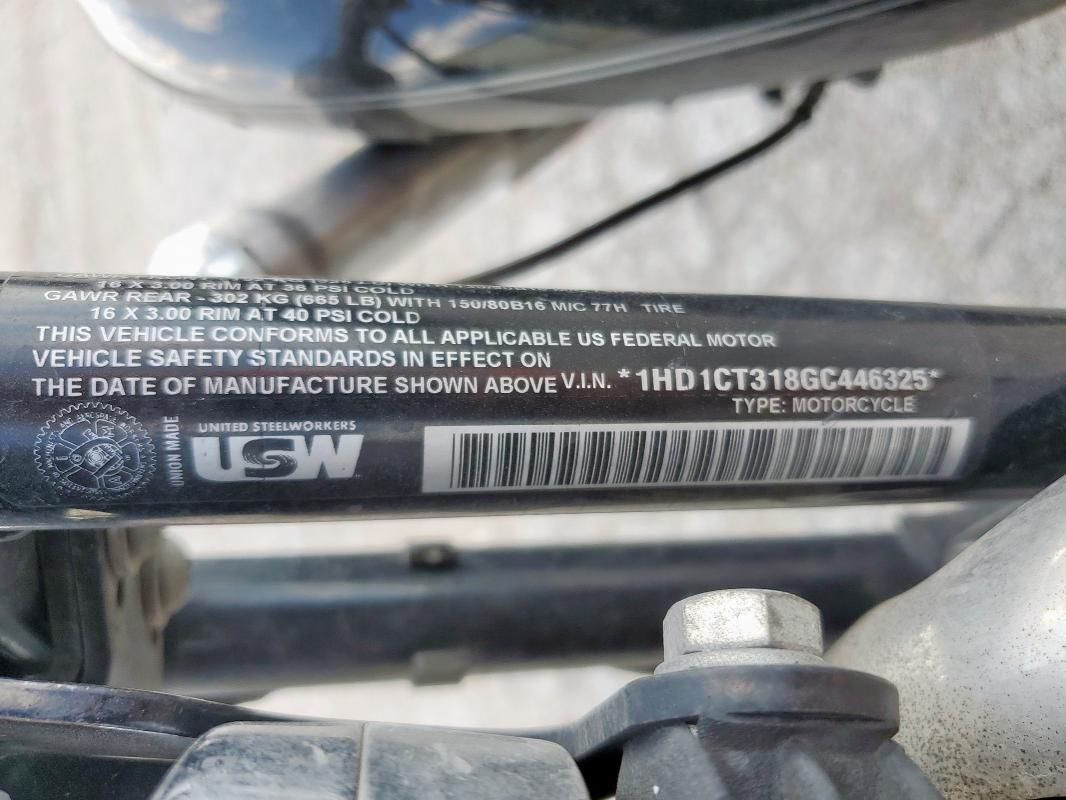 16 X 3.00 RIM AT 36 PSI COLD
GAWR REAR - 302 KG (665 LB) WITH 150/80B16 M/C 77H TIRE
16 X 3.00 RIM AT 40 PSI COLD
THIS VEHICLE CONFORMS TO ALL APPLICABLE US FEDERAL MOTOR
VEHICLE SAFETY STANDARDS IN EFFECT ON
THE DATE OF MANUFACTURE SHOWN ABOVE V.I.N. *1HD1CT318GC446325*
TYPE: MOTORCYCLE
UNION MADE
UNITED STEELWORKERS
USW